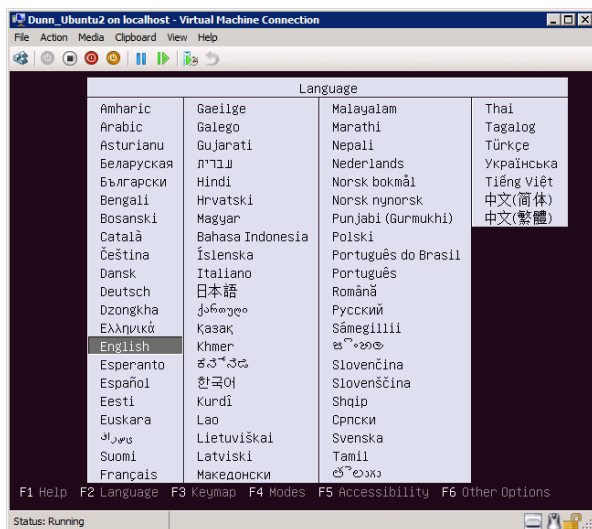 Dunn_Ubuntu2 on localhost - Virtual Machine Connection
File Action Media Clipboard View Help
Language
Amharic
Arabic
Asturianu
Беларуская
Български
Bengali
Bosanski
Català
Čeština
Dansk
Deutsch
Dzongkha
Ελληνικά
English
Esperanto
Español
Eesti
Euskara
Suomi
Français
Gaeilge
Galego
Gujarati
עברית
Hindi
Hrvatski
Magyar
Bahasa Indonesia
Íslenska
Italiano
日本語
ქართული
Қазақ
Khmer
ಕನ್ನಡ
한국어
Kurdî
Lao
Lietuviškai
Latviski
Македонски
Malayalam
Marathi
Nepali
Nederlands
Norsk bokmål
Norsk nynorsk
Punjabi (Gurmukhi)
Polski
Português do Brasil
Português
Română
Русский
Sámegillii
Slovenčina
Slovenščina
Shqip
Српски
Svenska
Tamil
తెలుగు
Thai
Tagalog
Türkçe
Українська
Tiếng Việt
中文(简体)
中文(繁體)
F1 Help F2 Language F3 Keymap F4 Modes F5 Accessibility F6 Other Options
Status: Running